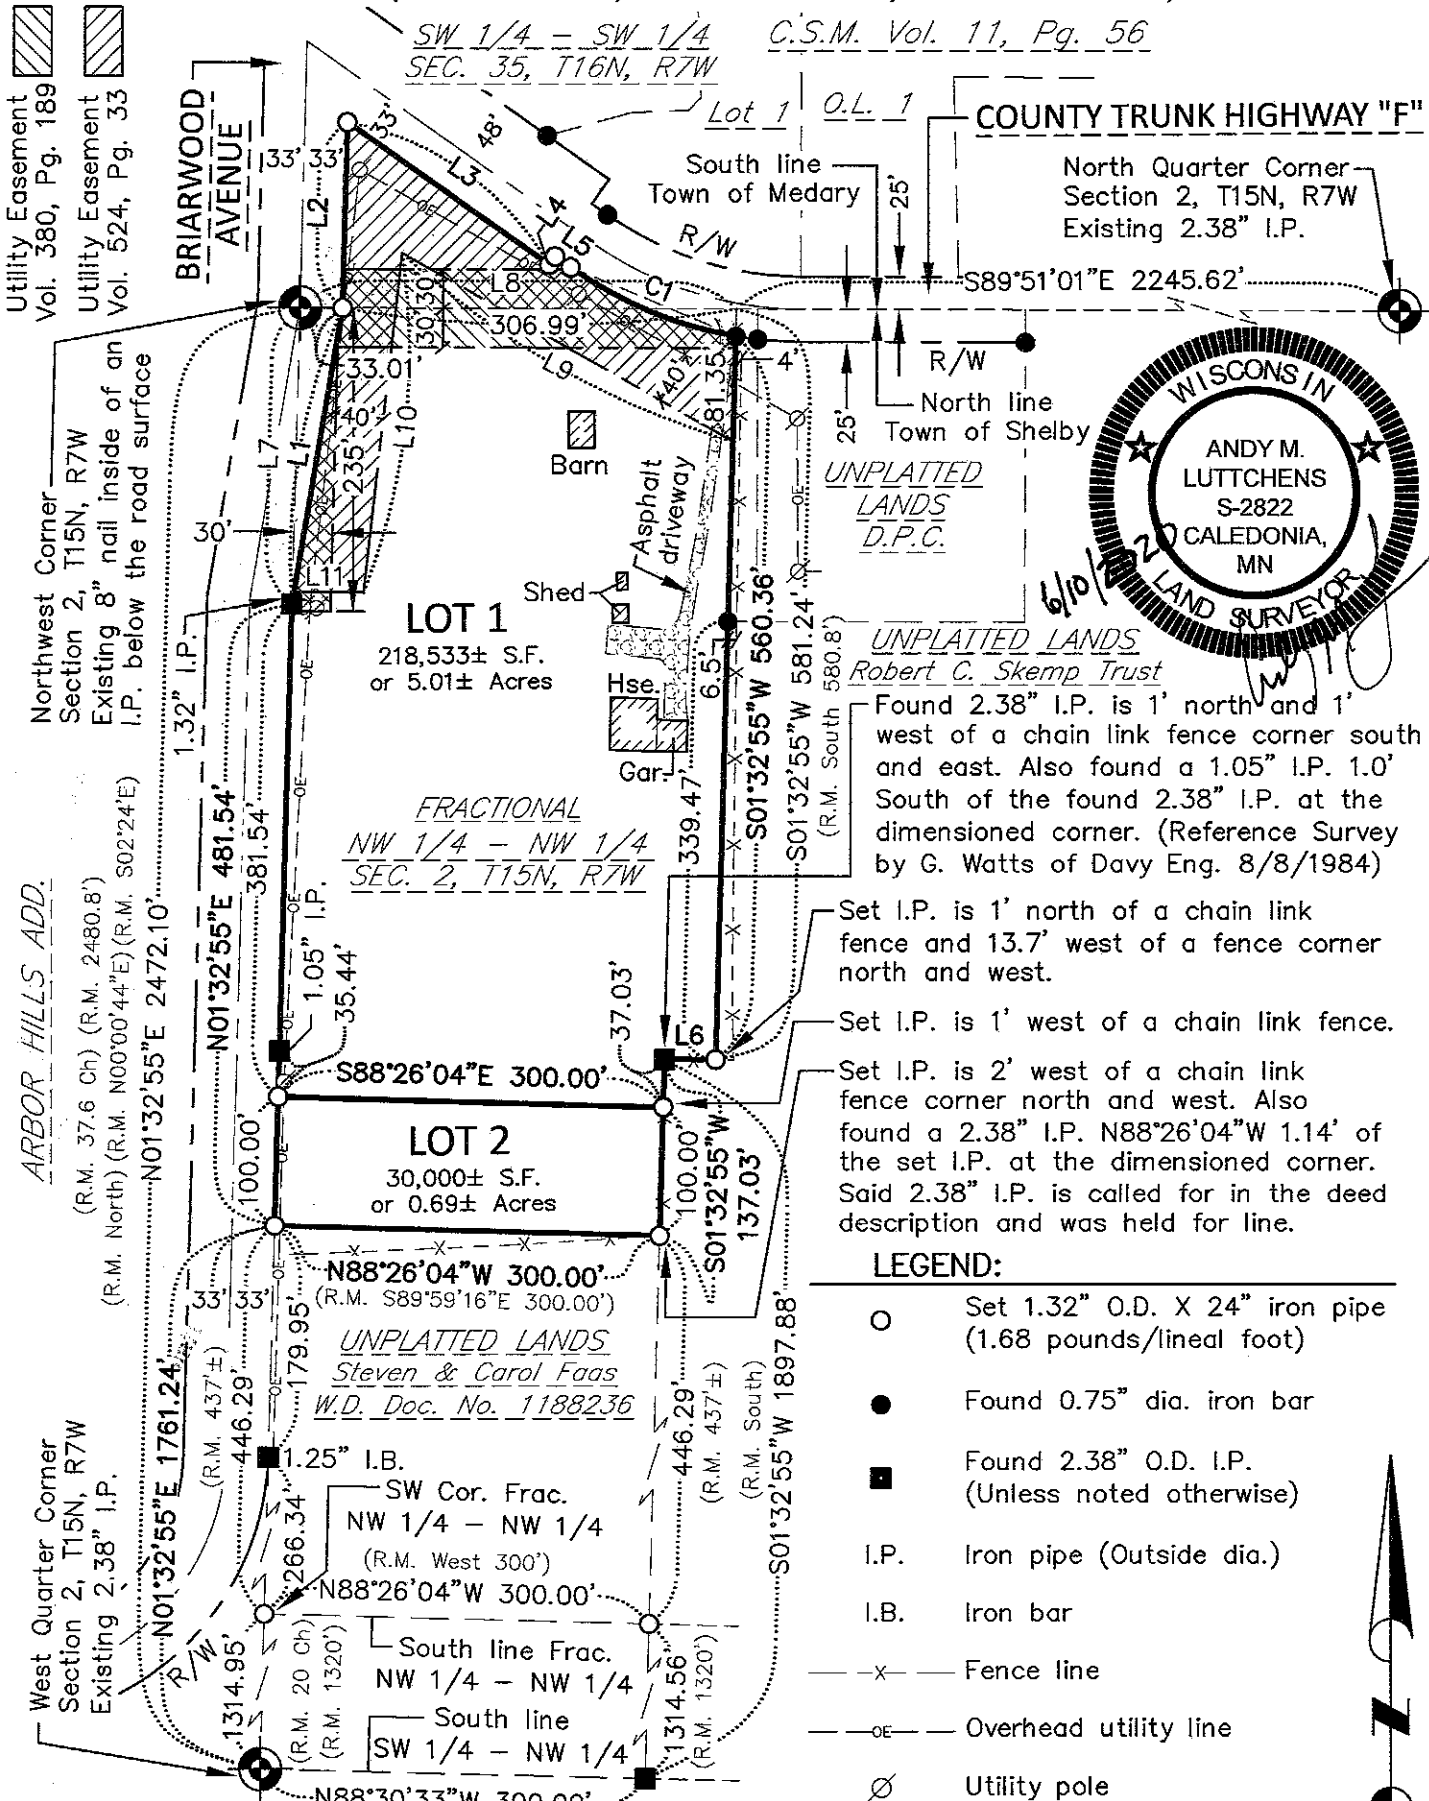 SW 1/4 - SW 1/4
SEC. 35, T16N, R7W
C.S.M. Vol. 11, Pg. 56
Lot 1
O.L. 1
Utility Easement
Vol. 380, Pg. 189
Utility Easement
Vol. 524, Pg. 33
BRIARWOOD
AVENUE
COUNTY TRUNK HIGHWAY "F"
South line
Town of Medary
North Quarter Corner
Section 2, T15N, R7W
Existing 2.38" I.P.
33'
48'
33' 33'
L2
L3
L4
L5
R/W
25'
S89°51'01"E 2245.62'
C1
L8
30' 30'
306.99'
33.01'
L9
L10
40'
81.35'
4'
R/W
25'
North line
Town of Shelby
Northwest Corner
Section 2, T15N, R7W
Existing 8" nail inside of an
I.P. below the road surface
L7
L1
40'
235'
30'
L11
Barn
Asphalt
driveway
Shed
UNPLATTED
LANDS
D.P.C.
WISCONSIN
ANDY M.
LUTTCHENS
S-2822
CALEDONIA,
MN
LAND SURVEYOR
6/10/2020
LOT 1
218,533± S.F.
or 5.01± Acres
1.32" I.P.
Hse.
Gar.
6.5'
UNPLATTED LANDS
Robert C. Skemp Trust
FRACTIONAL
NW 1/4 - NW 1/4
SEC. 2, T15N, R7W
339.47'
S01°32'55"W 560.36'
S01°32'55"W 581.24'
(R.M. South 580.8')
Found 2.38" I.P. is 1' north and 1'
west of a chain link fence corner south
and east. Also found a 1.05" I.P. 1.0'
South of the found 2.38" I.P. at the
dimensioned corner. (Reference Survey
by G. Watts of Davy Eng. 8/8/1984)
Set I.P. is 1' north of a chain link
fence and 13.7' west of a fence corner
north and west.
Set I.P. is 1' west of a chain link fence.
Set I.P. is 2' west of a chain link
fence corner north and west. Also
found a 2.38" I.P. N88°26'04"W 1.14' of
the set I.P. at the dimensioned corner.
Said 2.38" I.P. is called for in the deed
description and was held for line.
ARBOR HILLS ADD.
(R.M. 37.6 Ch) (R.M. 2480.8')
(R.M. North) (R.M. N00°00'44"E) (R.M. S02°24'E)
N01°32'55"E 2472.10'
N01°32'55"E 481.54'
381.54'
1.05" I.P.
35.44'
37.03'
L6
S88°26'04"E 300.00'
LOT 2
30,000± S.F.
or 0.69± Acres
100.00'
100.00'
S01°32'55"W
137.03'
N88°26'04"W 300.00'
(R.M. S89°59'16"E 300.00')
33' 33'
179.95'
UNPLATTED LANDS
Steven & Carol Faas
W.D. Doc. No. 1188236
N01°32'55"E 1761.24'
(R.M. 437'±)
446.29'
1.25" I.B.
446.29'
(R.M. 437'±)
(R.M. South)
S01°32'55"W 1897.88'
West Quarter Corner
Section 2, T15N, R7W
Existing 2.38" I.P.
R/W
SW Cor. Frac.
NW 1/4 - NW 1/4
(R.M. West 300')
266.34'
N88°26'04"W 300.00'
South line Frac.
NW 1/4 - NW 1/4
South line
SW 1/4 - NW 1/4
1314.95'
(R.M. 20 Ch)
(R.M. 1320')
1314.56'
(R.M. 1320')
N88°30'33"W 300.00'
LEGEND:
Set 1.32" O.D. X 24" iron pipe
(1.68 pounds/lineal foot)
Found 0.75" dia. iron bar
Found 2.38" O.D. I.P.
(Unless noted otherwise)
I.P. Iron pipe (Outside dia.)
I.B. Iron bar
X Fence line
OE Overhead utility line
Utility pole
N